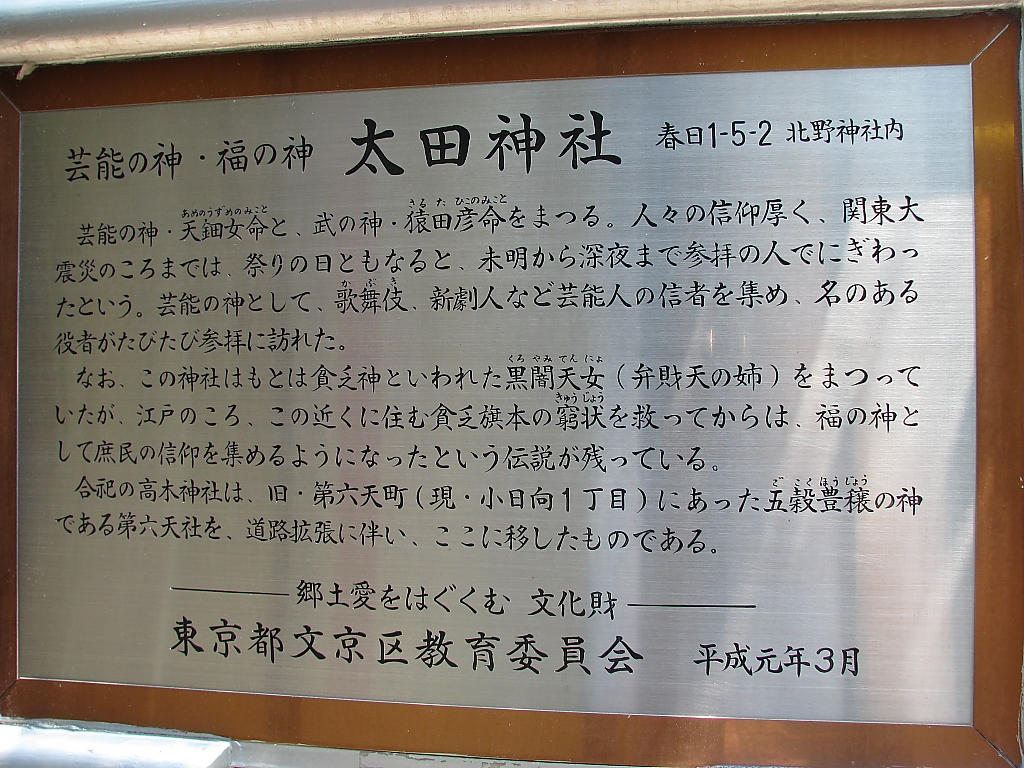 芸能の神・福の神 太田神社 春日1-5-2 北野神社内
芸能の神・天鈿女命と、武の神・猿田彦命をまつる。人々の信仰厚く、関東大
震災のころまでは、祭りの日ともなると、未明から深夜まで参拝の人でにぎわっ
たという。芸能の神として、歌舞伎、新劇人など芸能人の信者を集め、名のある
役者がたびたび参拝に訪れた。
なお、この神社はもとは貧乏神といわれた黒闇天女(弁財天の姉)をまつって
いたが、江戸のころ、この近くに住む貧乏旗本の窮状を救ってからは、福の神と
して庶民の信仰を集めるようになったという伝説が残っている。
合祀の高木神社は、旧・第六天町(現・小日向1丁目)にあった五穀豊穣の神
である第六天社を、道路拡張に伴い、ここに移したものである。
郷土愛をはぐくむ 文化財
東京都文京区教育委員会 平成元年3月